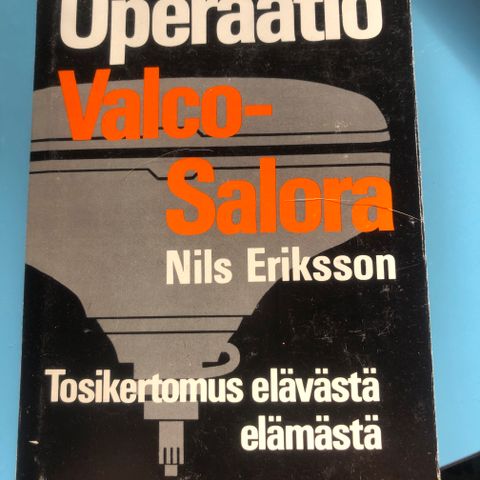 Operaatio
Valco-
Salora
Nils Eriksson
Tosikertomus elävästä
elämästä